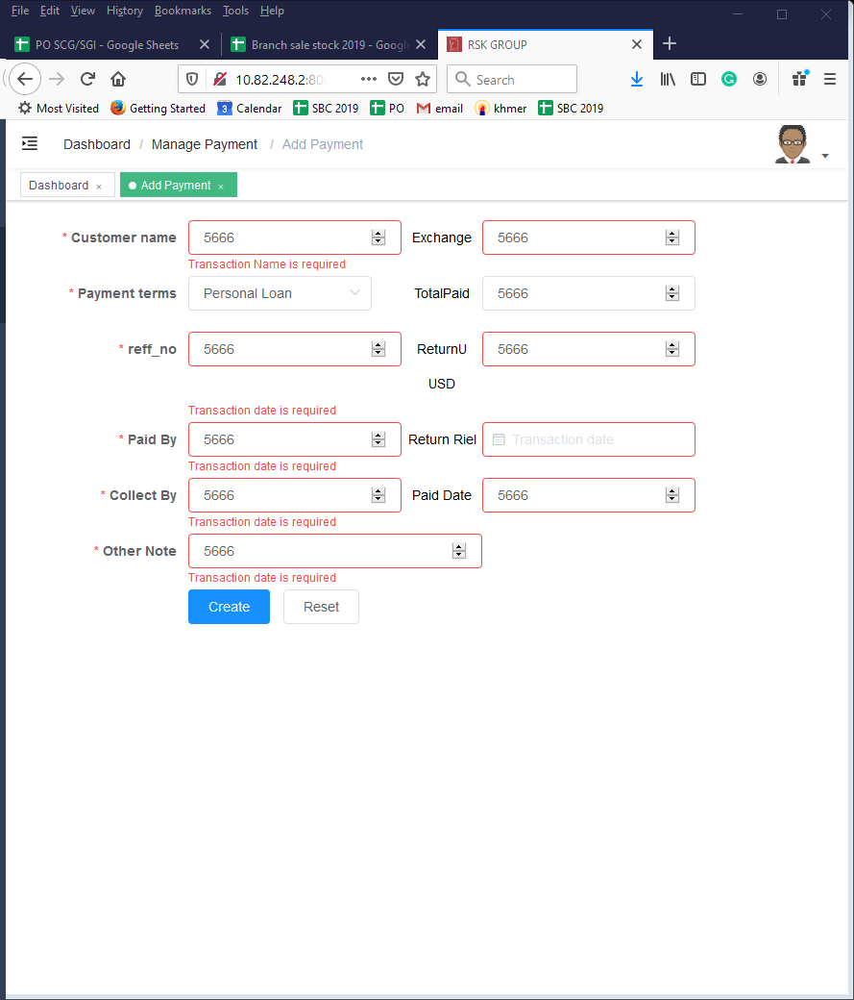 File Edit View History Bookmarks Tools Help
PO SCG/SGI - Google Sheets
Branch sale stock 2019 - Googl
RSK GROUP
10.82.248.2:80
Search
Most Visited Getting Started Calendar SBC 2019 PO email khmer SBC 2019
Dashboard / Manage Payment / Add Payment
Dashboard × Add Payment ×
* Customer name 5666 Exchange 5666
Transaction Name is required
* Payment terms Personal Loan TotalPaid 5666
* reff_no 5666 ReturnU 5666
USD
Transaction date is required
* Paid By 5666 Return Riel Transaction date
Transaction date is required
* Collect By 5666 Paid Date 5666
Transaction date is required
* Other Note 5666
Transaction date is required
Create Reset